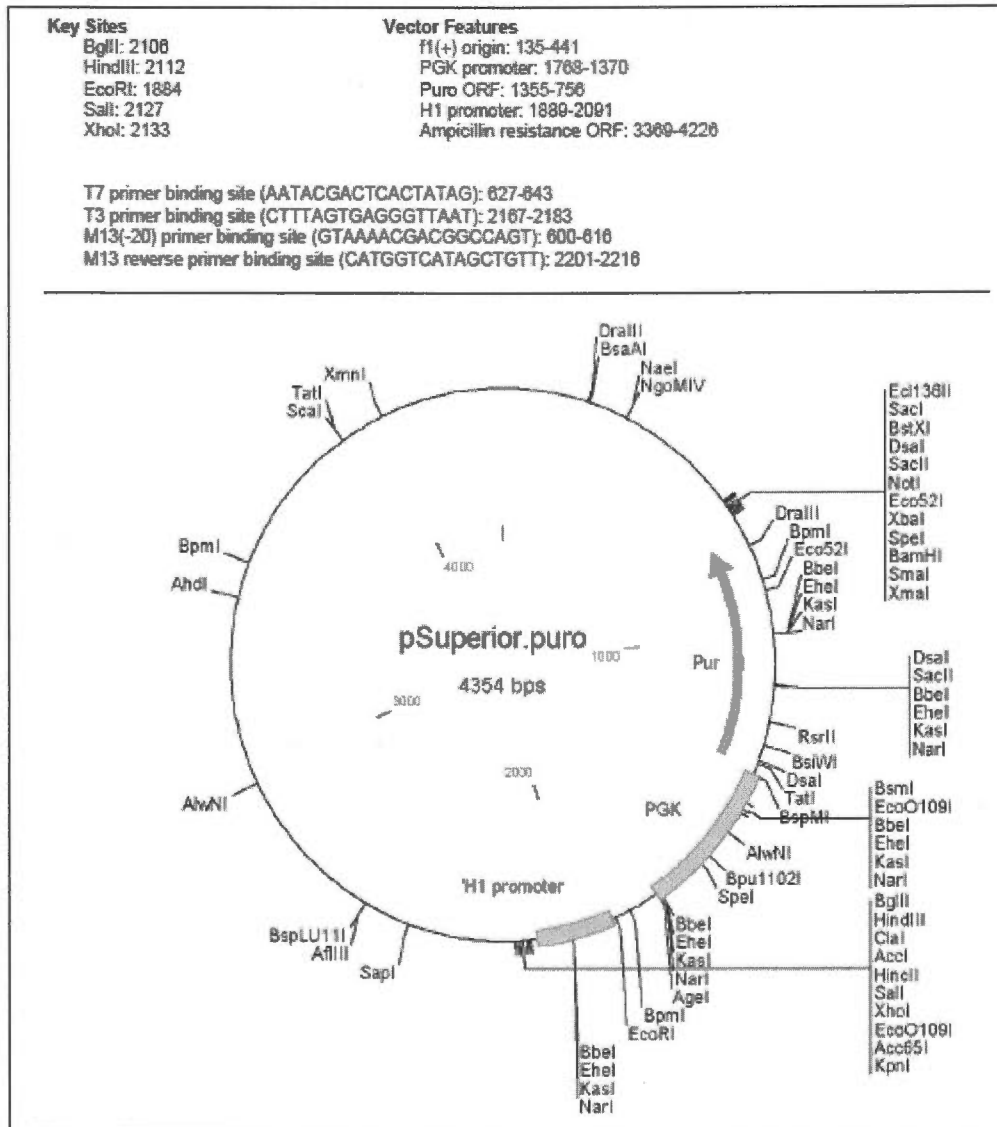 Key Sites
BglII: 2106
HindIII: 2112
EcoRI: 1884
SalI: 2127
XhoI: 2133
Vector Features
f1(+) origin: 135-441
PGK promoter: 1768-1370
Puro ORF: 1355-756
H1 promoter: 1889-2091
Ampicillin resistance ORF: 3369-4226
T7 primer binding site (AATACGACTCACTATAG): 627-643
T3 primer binding site (CTTTAGTGAGGGTTAAT): 2167-2183
M13(-20) primer binding site (GTAAAACGACGGCCAGT): 600-616
M13 reverse primer binding site (CATGGTCATAGCTGTT): 2201-2216
DraIII
BsaAI
NaeI
NgoMIV
XmnI
TatI
ScaI
Ecl136II
SacI
BstXI
DsaI
SacII
NotI
Eco52I
XbaI
SpeI
BamHI
SmaI
XmaI
DraIII
BpmI
Eco52I
BbeI
EheI
KasI
NarI
BpmI
AhdI
4000
pSuperior.puro
4354 bps
1000
Pur
3000
2000
DsaI
SacII
BbeI
EheI
KasI
NarI
RsrII
BsiWI
DsaI
TatI
BspMI
PGK
AlwNI
Bpu1102I
SpeI
BsmI
EcoO109I
BbeI
EheI
KasI
NarI
AlwNI
'H1 promoter
BspLU11I
AflIII
SapI
BbeI
EheI
KasI
NarI
AgeI
BpmI
EcoRI
BbeI
EheI
KasI
NarI
BglII
HindIII
ClaI
AccI
HincII
SalI
XhoI
EcoO109I
Acc65I
KpnI